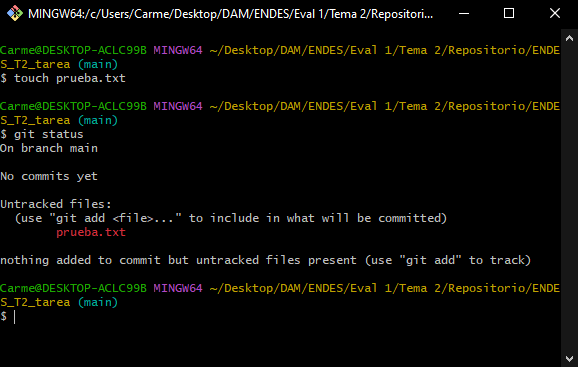 MINGW64:/c/Users/Carme/Desktop/DAM/ENDES/Eval 1/Tema 2/Repositori...
Carme@DESKTOP-ACLC99B MINGW64 ~/Desktop/DAM/ENDES/Eval 1/Tema 2/Repositorio/ENDE
S_T2_tarea (main)
$ touch prueba.txt
Carme@DESKTOP-ACLC99B MINGW64 ~/Desktop/DAM/ENDES/Eval 1/Tema 2/Repositorio/ENDE
S_T2_tarea (main)
$ git status
On branch main
No commits yet
Untracked files:
(use "git add <file>..." to include in what will be committed)
prueba.txt
nothing added to commit but untracked files present (use "git add" to track)
Carme@DESKTOP-ACLC99B MINGW64 ~/Desktop/DAM/ENDES/Eval 1/Tema 2/Repositorio/ENDE
S_T2_tarea (main)
$